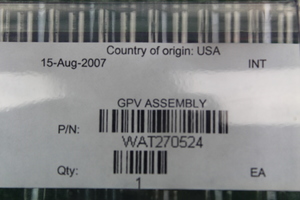 Country of origin: USA
15-Aug-2007 INT
GPV ASSEMBLY
P/N:
WAT270524
Qty: EA
1